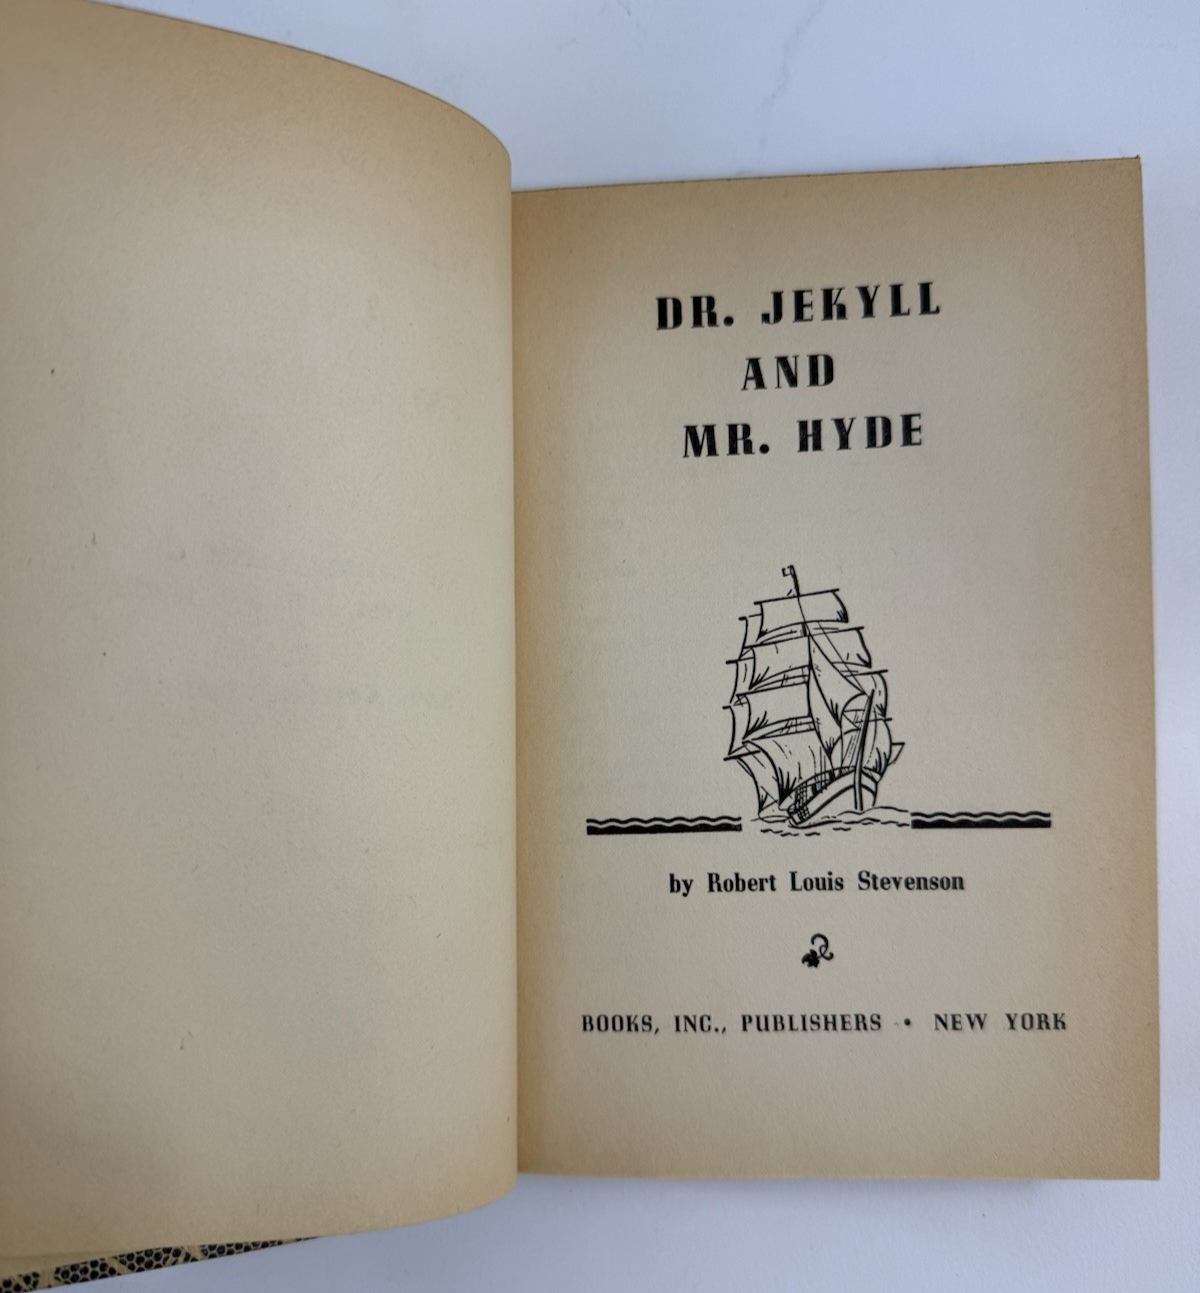 DR. JEKYLL
AND
MR. HYDE
by Robert Louis Stevenson
BOOKS, INC., PUBLISHERS • NEW YORK